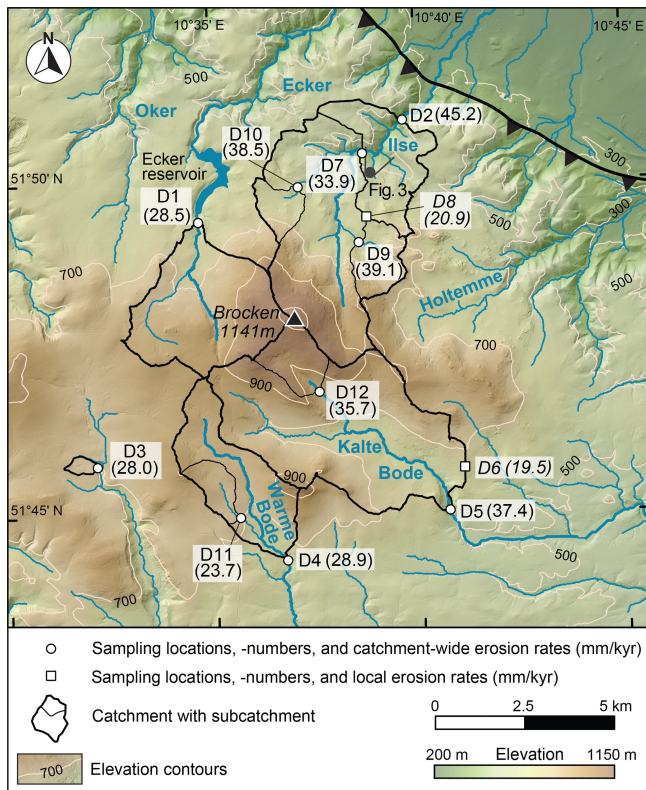 10°35' E
10°40' E
10°45' E
N
500
Ecker
Oker
D2 (45.2)
D10
(38.5)
Ilse
D7
(33.9)
Ecker
reservoir
300
51°50' N
Fig. 3
D1
(28.5)
D8
(20.9)
300
500
D9
(39.1)
500
700
Holtemme
Brocken
1141m
700
900
D12
(35.7)
Kalte
Bode
D3
(28.0)
D6 (19.5)
500
900
Warme
Bode
D5 (37.4)
51°45' N
D11
(23.7)
D4 (28.9)
500
700
Sampling locations, -numbers, and catchment-wide erosion rates (mm/kyr)
Sampling locations, -numbers, and local erosion rates (mm/kyr)
Catchment with subcatchment
0
2.5
5 km
700
Elevation contours
200 m
Elevation
1150 m